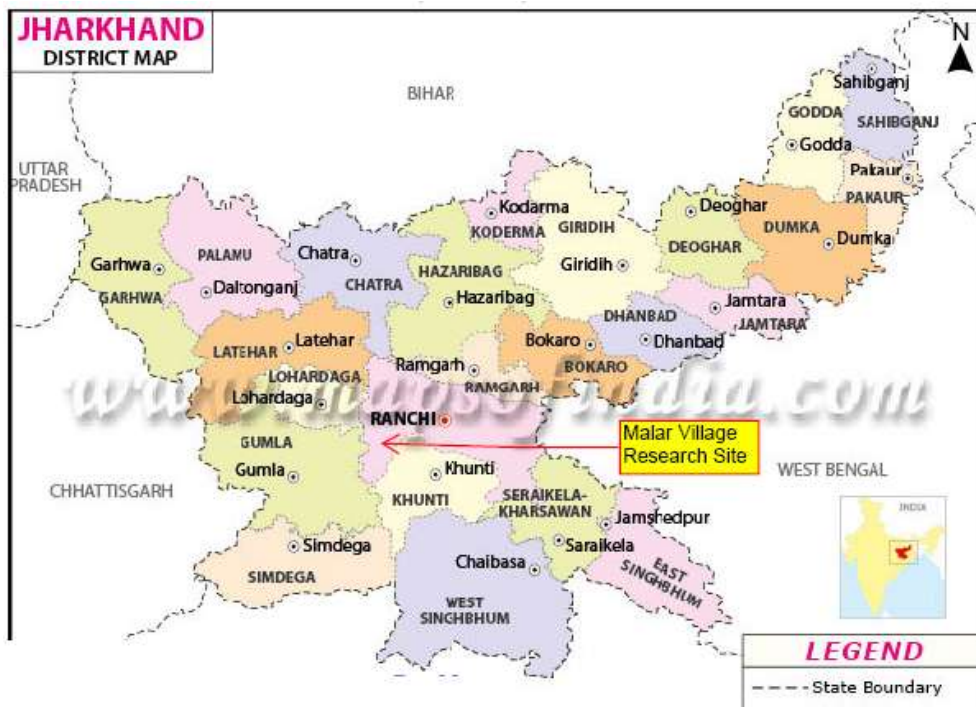 JHARKHAND
DISTRICT MAP
N
BIHAR
UTTAR
PRADESH
Sahibganj
GODDA
SAHIBGANJ
Godda
Pakaur
PAKAUR
Kodarma
KODERMA
GIRIDIH
Deoghar
DEOGHAR
DUMKA
Dumka
PALAMU
Garhwa
GARHWA
Daltonganj
Chatra
CHATRA
HAZARIBAG
Hazaribag
Giridih
Jamtara
JAMTARA
DHANBAD
Dhanbad
LATEHAR
Latehar
Bokaro
BOKARO
LOHARDAGA
Lohardaga
Ramgarh
RAMGARH
www.mapsofindia.com
RANCHI
Malar Village
Research Site
GUMLA
Gumla
Khunti
KHUNTI
WEST BENGAL
CHHATTISGARH
SERAIKELA-
KHARSAWAN
Jamshedpur
Saraikela
INDIA
Simdega
SIMDEGA
Chaibasa
WEST
SINGHBHUM
EAST
SINGHBHUM
LEGEND
State Boundary